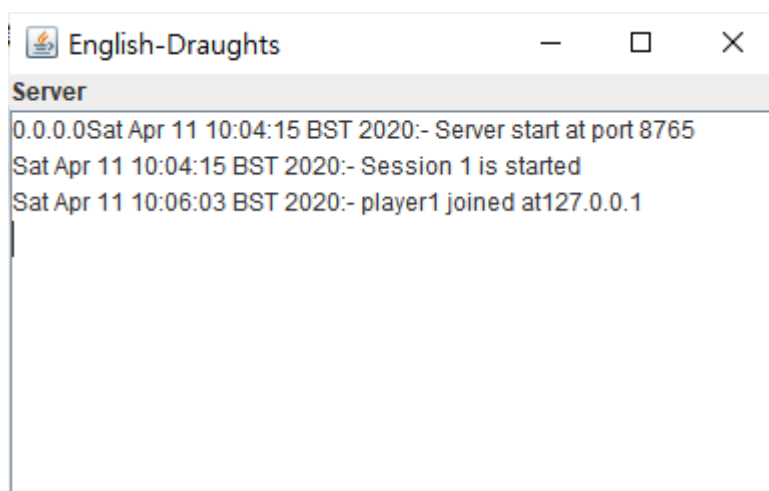 English-Draughts
Server
0.0.0.0Sat Apr 11 10:04:15 BST 2020:- Server start at port 8765
Sat Apr 11 10:04:15 BST 2020:- Session 1 is started
Sat Apr 11 10:06:03 BST 2020:- player1 joined at127.0.0.1